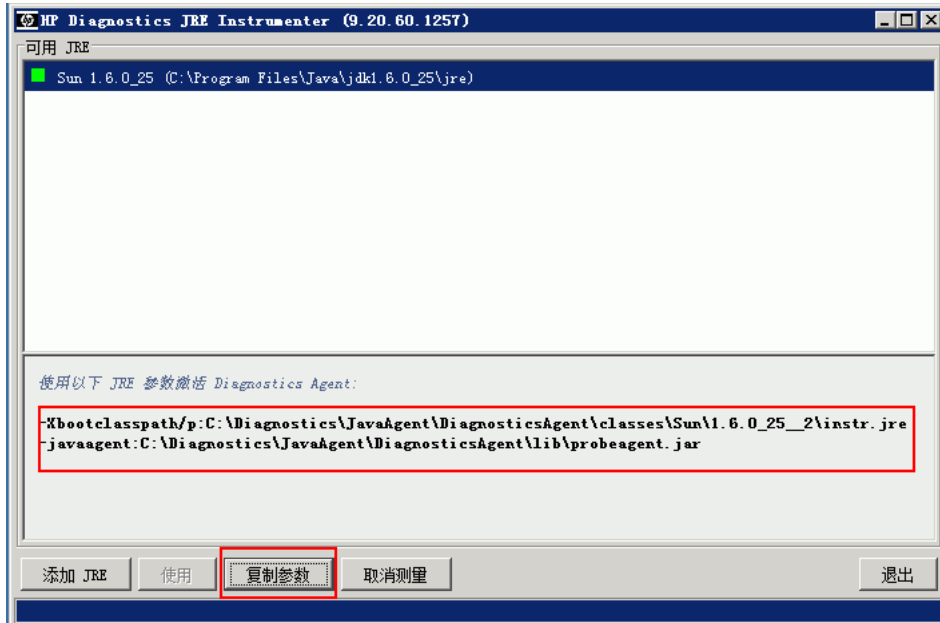 HP Diagnostics JRE Instrumenter (9.20.60.1257)
可用 JRE
Sun 1.6.0_25 (C:\Program Files\Java\jdk1.6.0_25\jre)
使用以下 JRE 参数激活 Diagnostics Agent:
-Xbootclasspath/p:C:\Diagnostics\JavaAgent\DiagnosticsAgent\classes\Sun\1.6.0_25__2\instr.jre
-javaagent:C:\Diagnostics\JavaAgent\DiagnosticsAgent\lib\probeagent.jar
添加 JRE 使用 复制参数 取消测量 退出